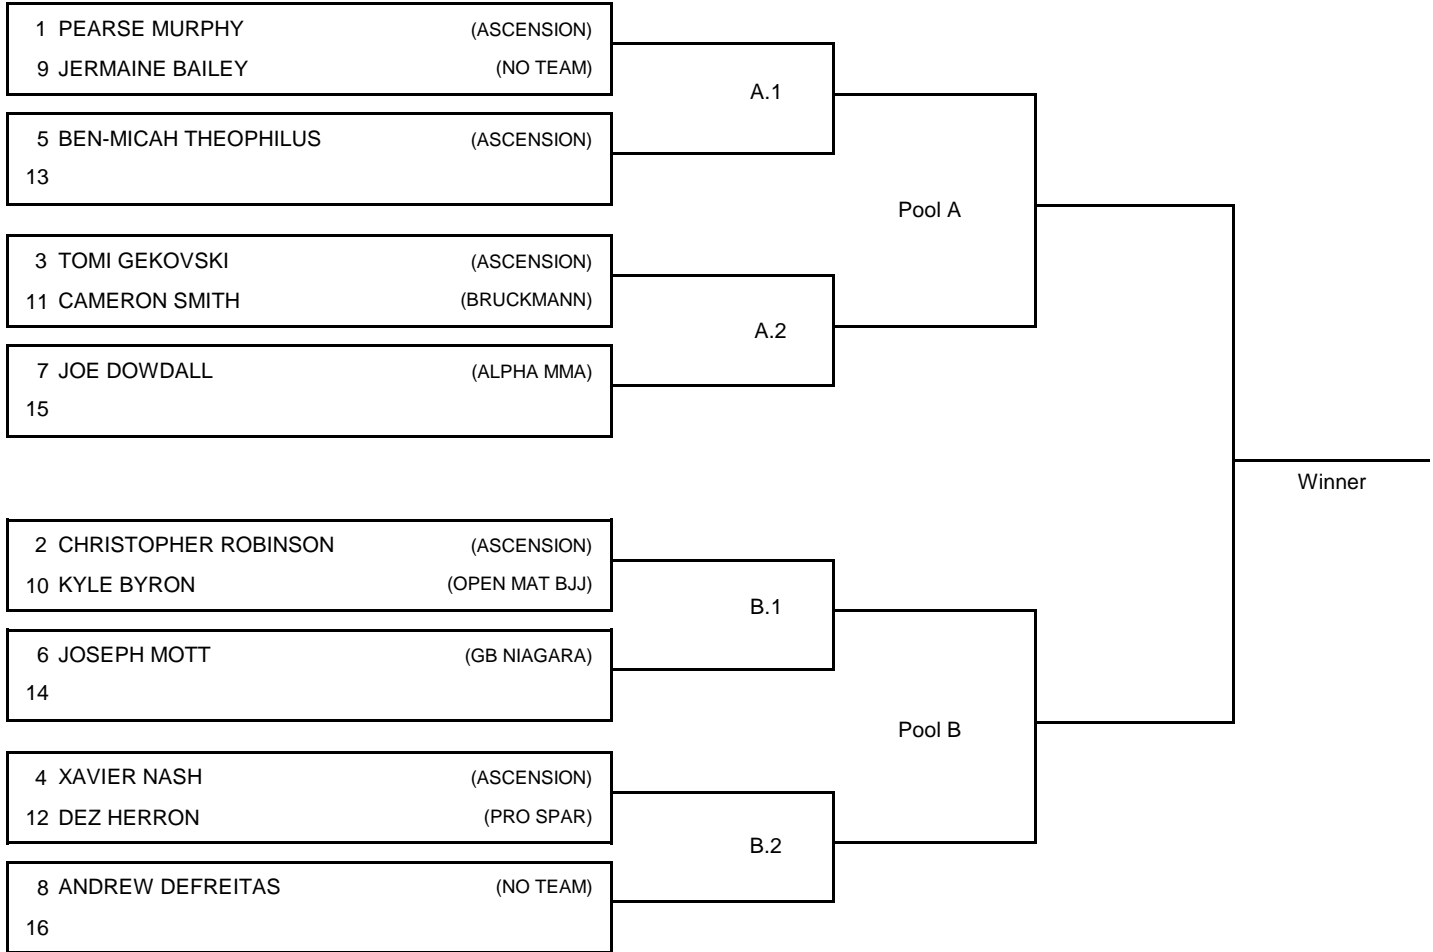 1 PEARSE MURPHY (ASCENSION)
9 JERMAINE BAILEY (NO TEAM)
A.1
5 BEN-MICAH THEOPHILUS (ASCENSION)
13
Pool A
3 TOMI GEKOVSKI (ASCENSION)
11 CAMERON SMITH (BRUCKMANN)
A.2
7 JOE DOWDALL (ALPHA MMA)
15
Winner
2 CHRISTOPHER ROBINSON (ASCENSION)
10 KYLE BYRON (OPEN MAT BJJ)
B.1
6 JOSEPH MOTT (GB NIAGARA)
14
Pool B
4 XAVIER NASH (ASCENSION)
12 DEZ HERRON (PRO SPAR)
B.2
8 ANDREW DEFREITAS (NO TEAM)
16